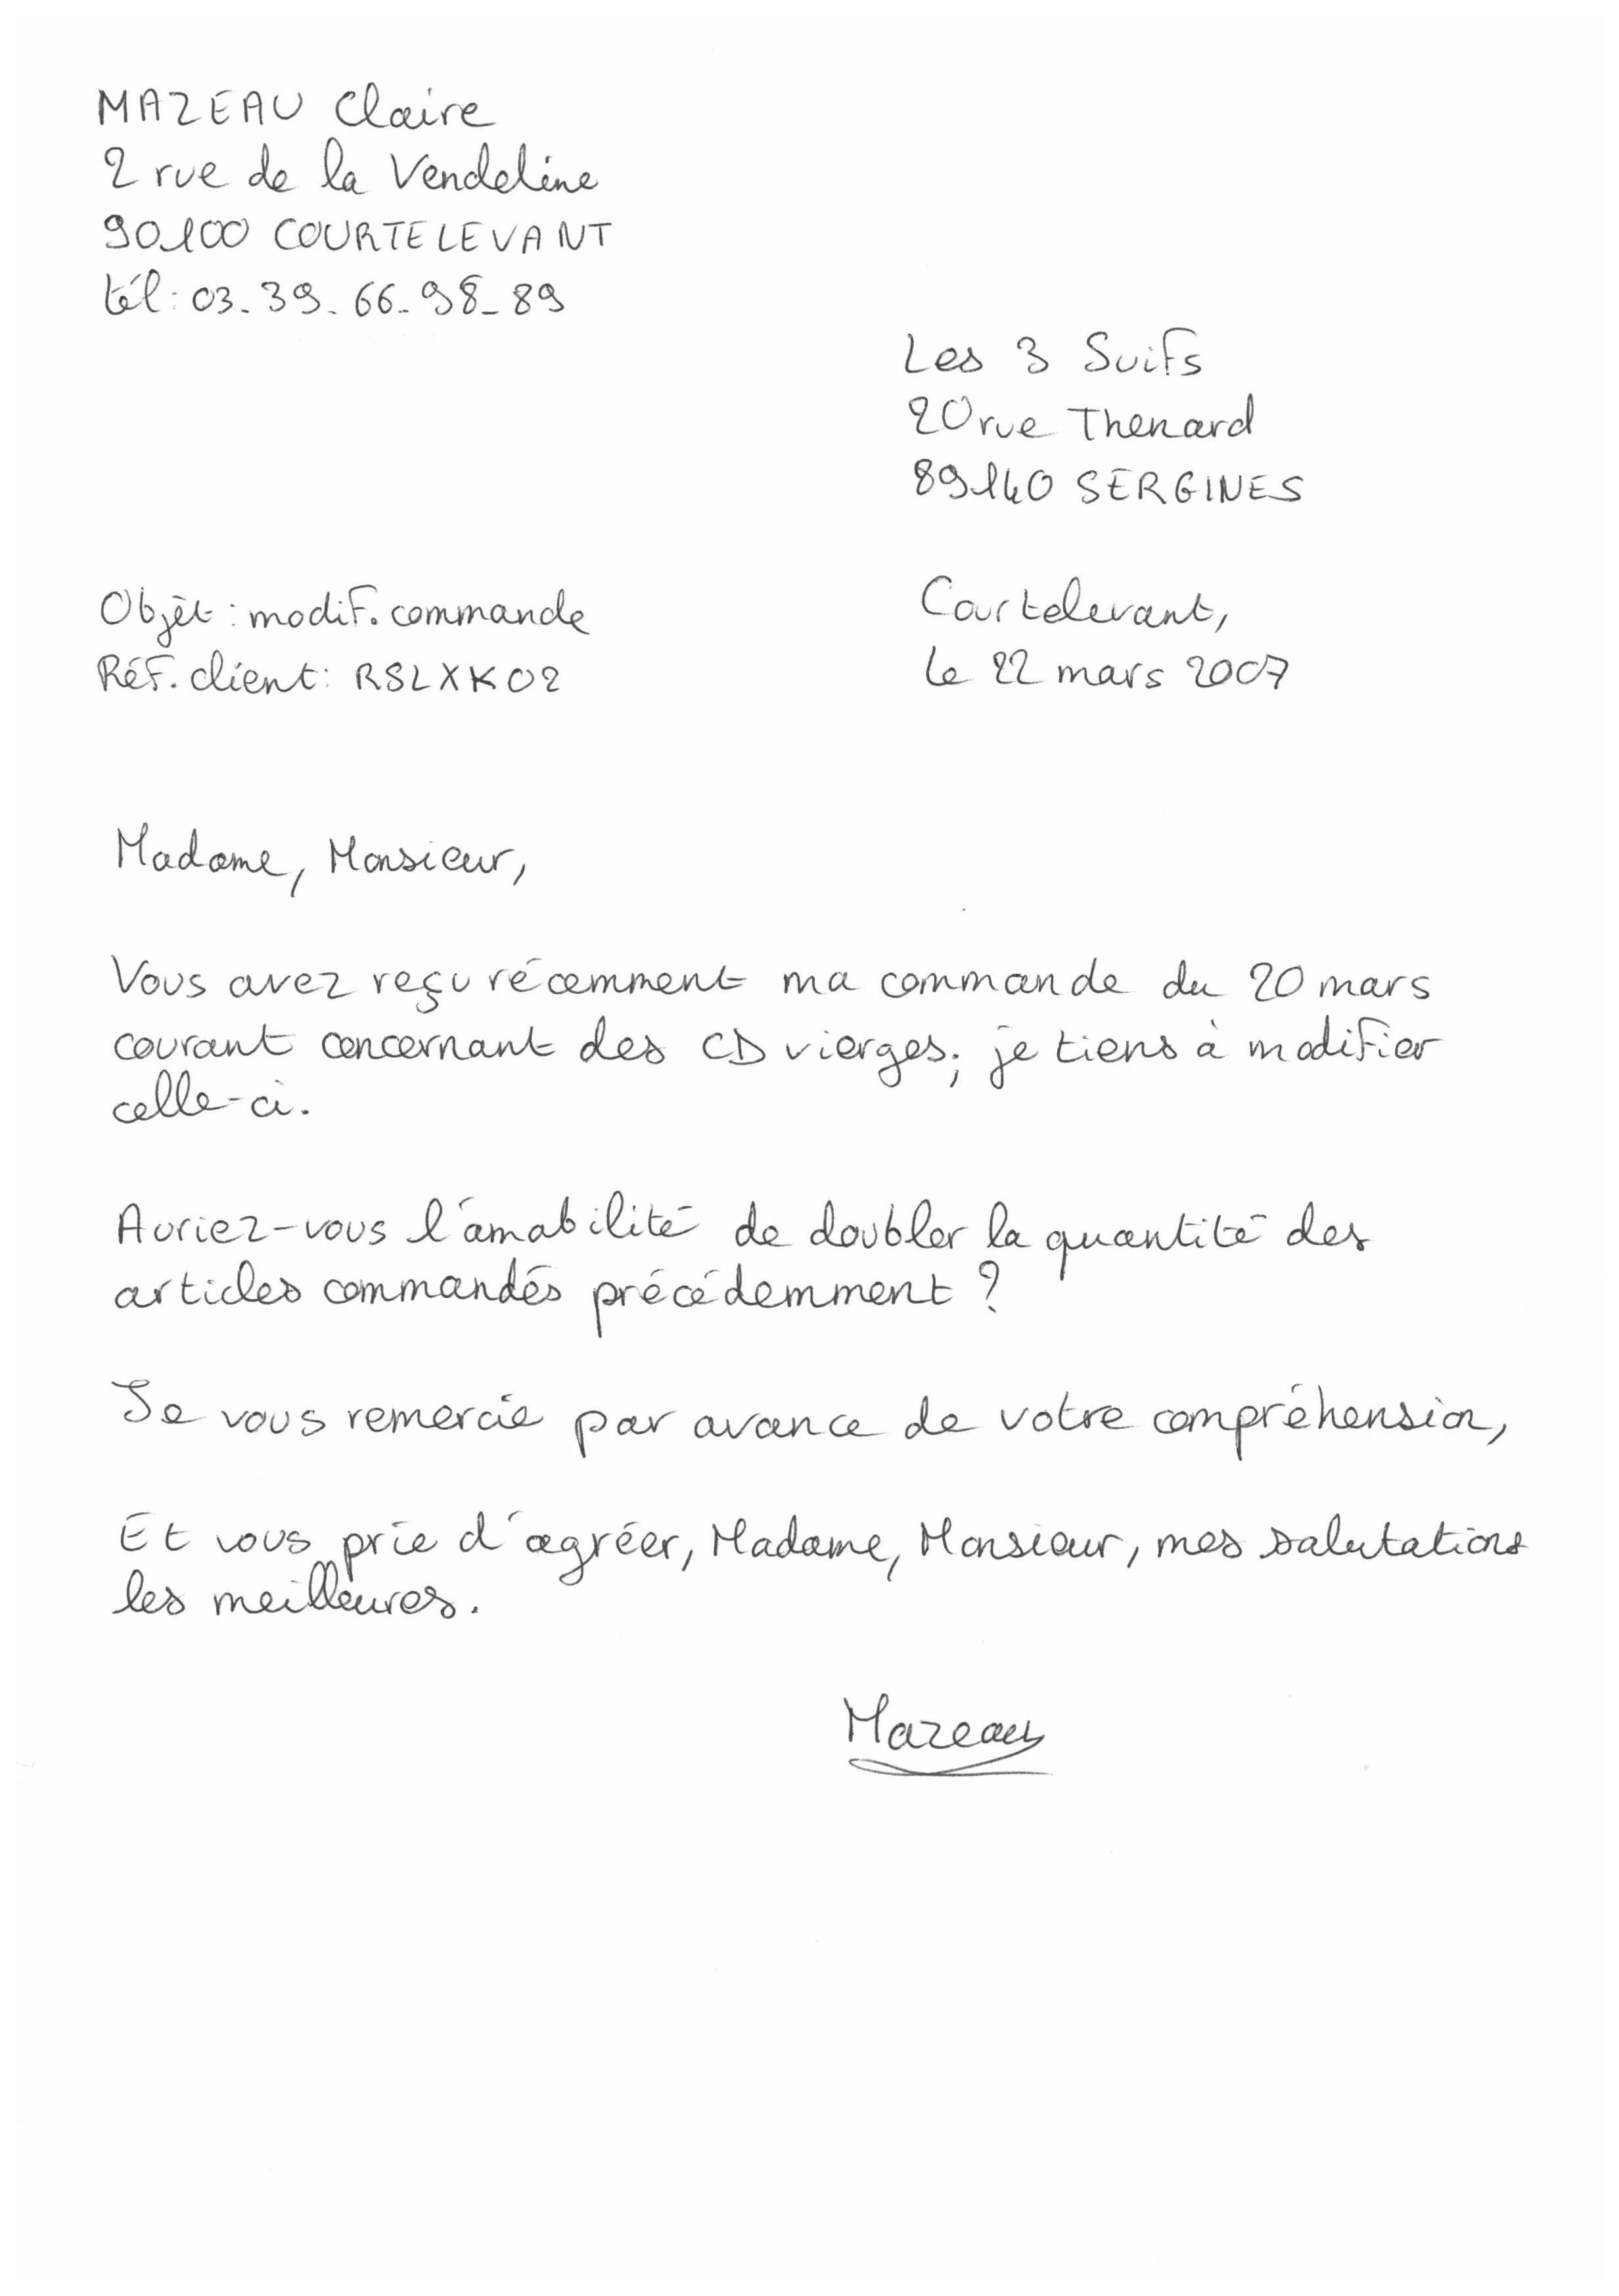 MAZEAU Claire
2 rue de la Vendeline
90100 COURTELEVANT
tél: 03.39.66.98_89
Les 3 Suifs
20 rue Thenard
89140 SERGINES
Objet : modif. commande
Réf. client: RSLXK02
Courtelevant,
le 22 mars 2007
Madame, Monsieur,
Vous avez reçu récemment ma commande du 20 mars
courant concernant des CD vierges; je tiens à modifier
celle-ci.
Auriez-vous l'amabilité de doubler la quantité des
articles commandés précédemment ?
Je vous remercie par avance de votre compréhension,
Et vous prie d'agréer, Madame, Monsieur, mes salutations
les meilleures.
Mazeau